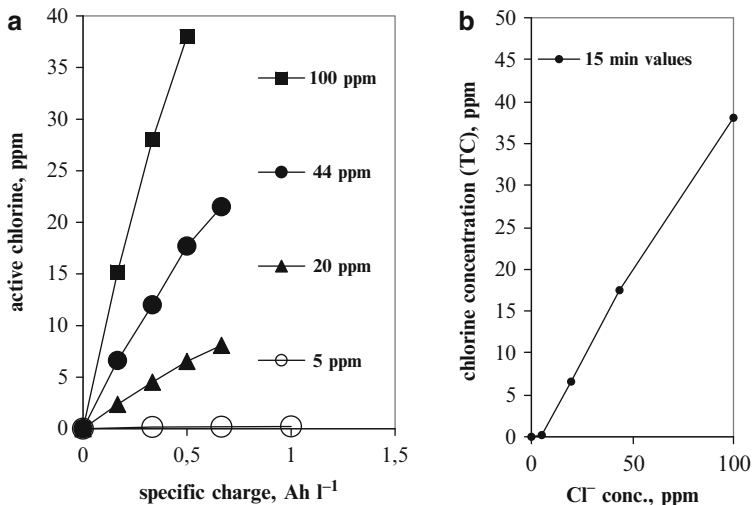 a
40
35
30
25
20
15
10
5
0
active chlorine, ppm
0
0,5
1
1,5
specific charge, Ah l⁻¹
100 ppm
44 ppm
20 ppm
5 ppm
b
50
45
40
35
30
25
20
15
10
5
0
chlorine concentration (TC), ppm
0
50
100
Cl⁻ conc., ppm
15 min values